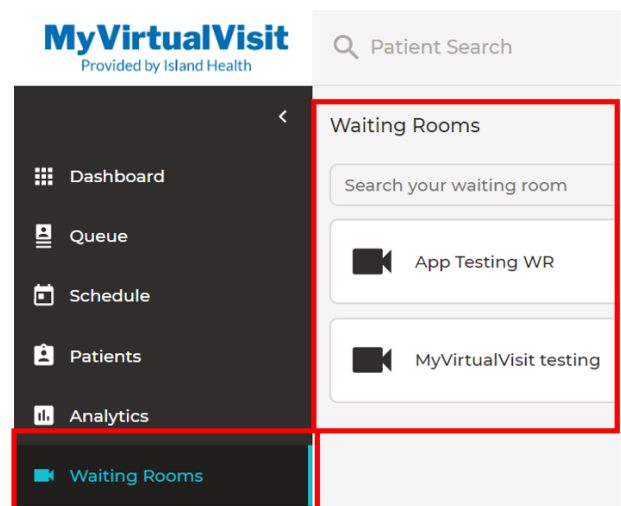 MyVirtualVisit
Provided by Island Health
Patient Search
Dashboard
Queue
Schedule
Patients
Analytics
Waiting Rooms
Waiting Rooms
Search your waiting room
App Testing WR
MyVirtualVisit testing